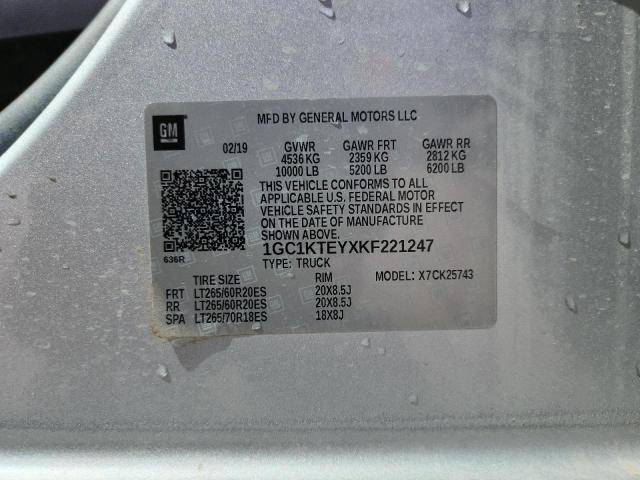 GM
MFD BY GENERAL MOTORS LLC
02/19 GVWR GAWR FRT GAWR RR
4536 KG 2359 KG 2812 KG
10000 LB 5200 LB 6200 LB
THIS VEHICLE CONFORMS TO ALL
APPLICABLE U.S. FEDERAL MOTOR
VEHICLE SAFETY STANDARDS IN EFFECT
ON THE DATE OF MANUFACTURE
SHOWN ABOVE.
636R
1GC1KTEYXKF221247
TYPE: TRUCK
TIRE SIZE RIM MODEL: X7CK25743
FRT LT265/60R20ES 20X8.5J
RR LT265/60R20ES 20X8.5J
SPA LT265/70R18ES 18X8J